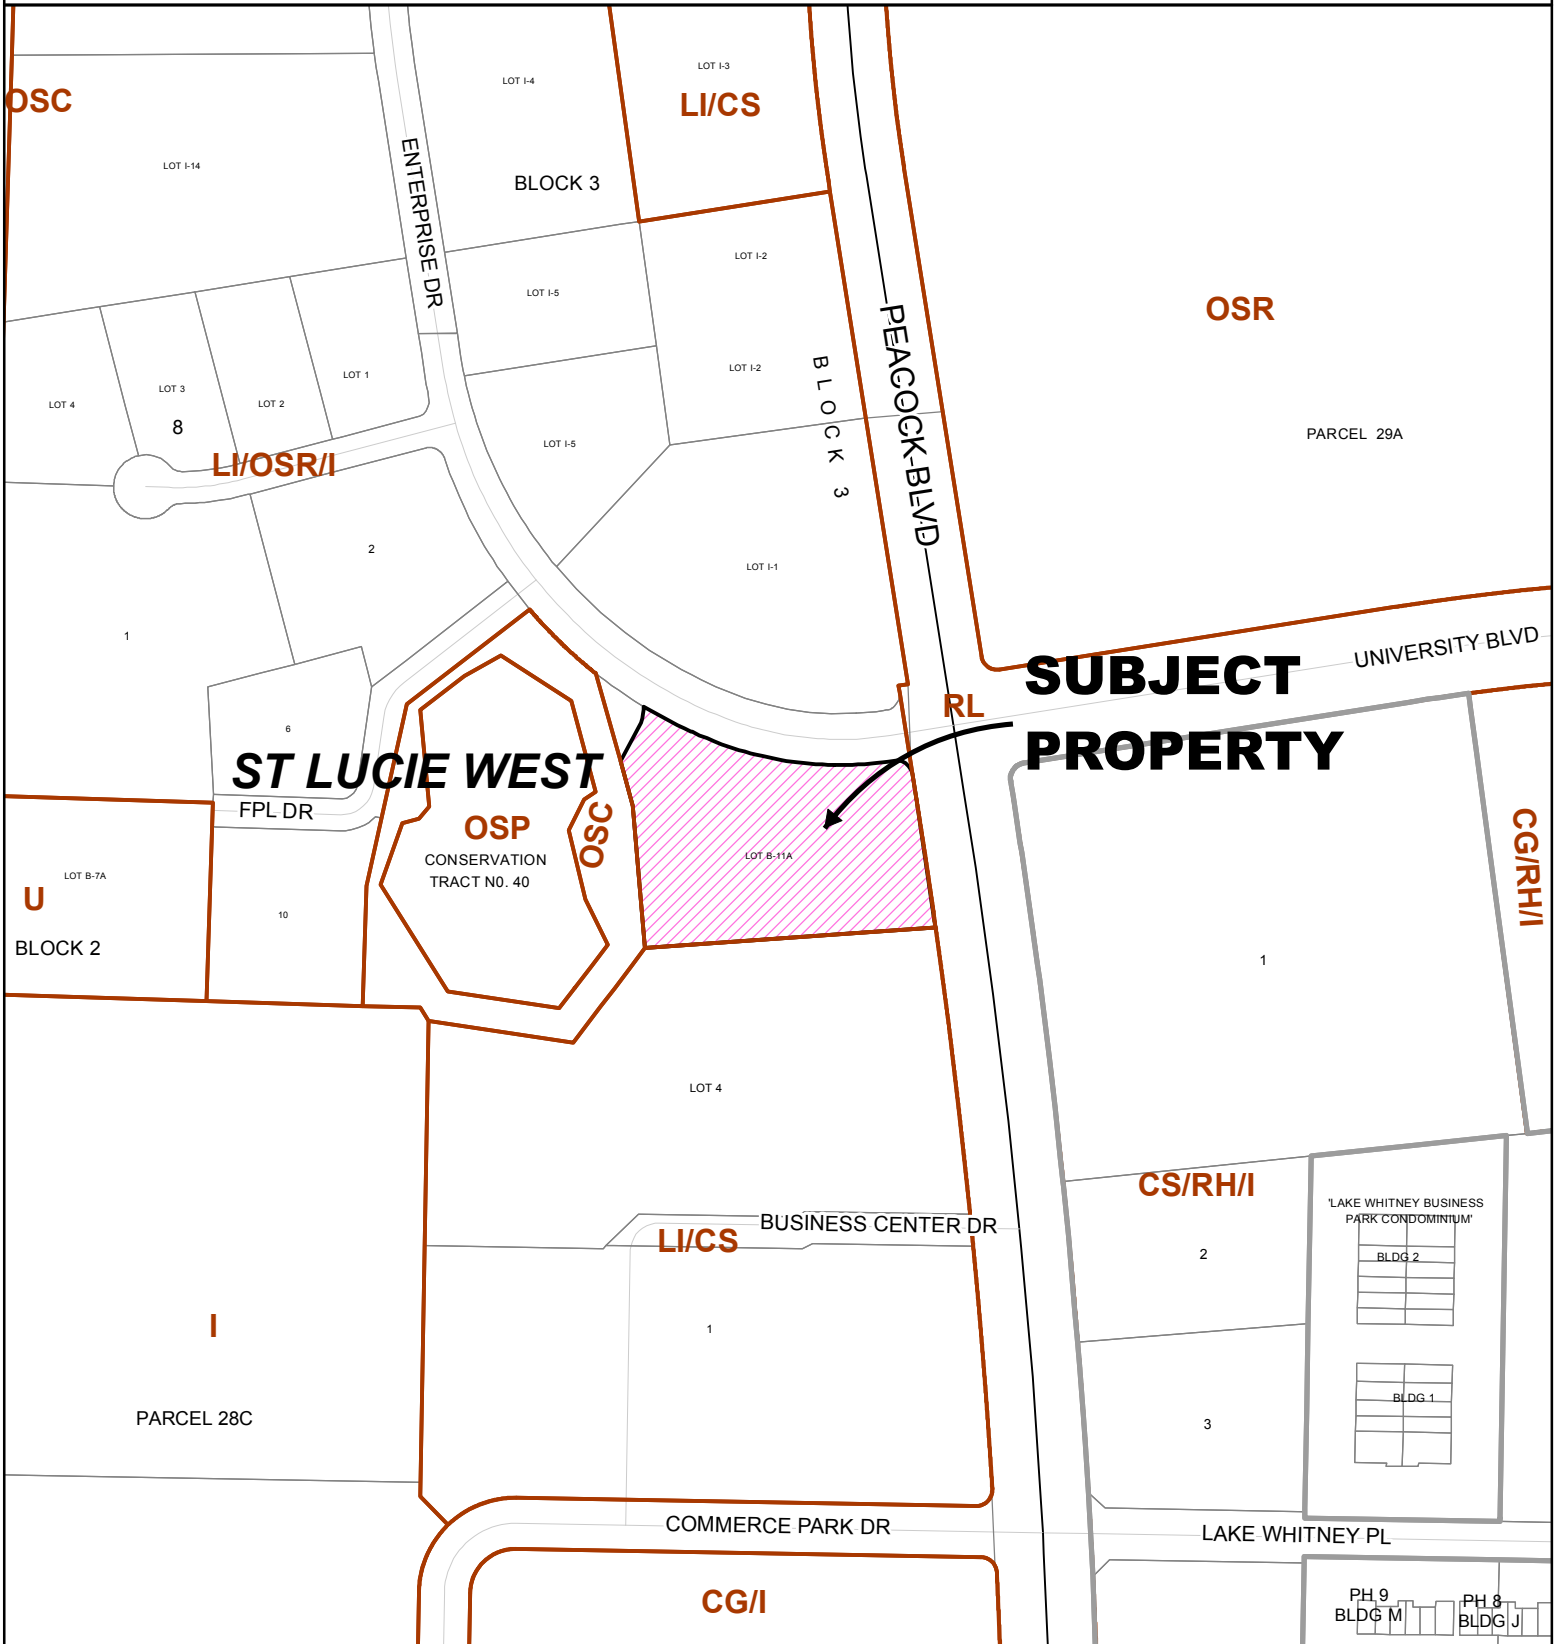 LOT I-3
LOT I-4
OSC
LI/CS
LOT I-14
BLOCK 3
ENTERPRISE DR
LOT I-2
LOT I-5
OSR
PEACOCK BLVD
LOT I-2
LOT 1
LOT 3
LOT 4
LOT 2
BLOCK 3
8
PARCEL 29A
LOT I-5
LI/OSR/I
2
LOT I-1
1
UNIVERSITY BLVD
SUBJECT
PROPERTY
RL
6
ST LUCIE WEST
FPL DR
OSP
OSC
CONSERVATION
TRACT N0. 40
LOT B-11A
CG/RH/I
LOT B-7A
U
10
BLOCK 2
1
LOT 4
CS/RH/I
'LAKE WHITNEY BUSINESS
PARK CONDOMINIUM'
BUSINESS CENTER DR
LI/CS
2
BLDG 2
I
1
BLDG 1
PARCEL 28C
3
COMMERCE PARK DR
LAKE WHITNEY PL
CG/I
PH 9
BLDG M
PH 8
BLDG J